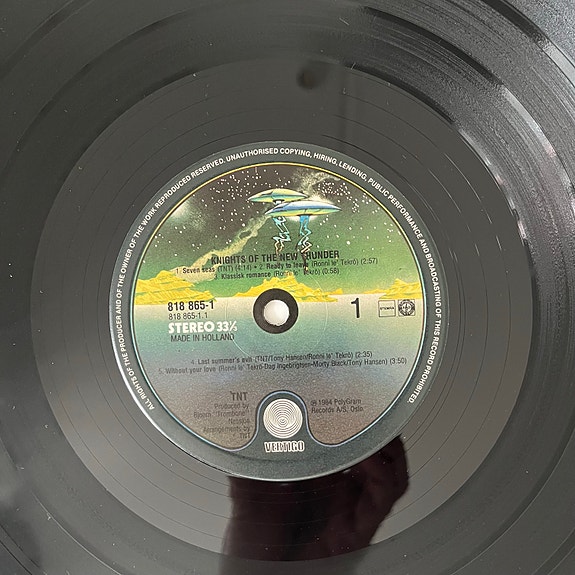 ALL RIGHTS OF THE PRODUCER AND OF THE OWNER OF THE WORK REPRODUCED RESERVED. UNAUTHORISED COPYING, HIRING, LENDING, PUBLIC PERFORMANCE AND BROADCASTING OF THIS RECORD PROHIBITED.
KNIGHTS OF THE NEW THUNDER
1. Seven seas (TNT) (4:14) • 2. Ready to leave (Ronni le' Tekrö) (2:57)
3. Klassisk romance (Ronni le' Tekrö) (0:58)
818 865-1
818 865-1.1
STEREO 33⅓
MADE IN HOLLAND
1
STEMRA
4. Last summer's evil (TNT/Tony Hansen/Ronni le' Tekrö) (2:35)
5. Without your love (Ronni le' Tekrö-Dag Ingebrigtsen-Morty Black/Tony Hansen) (3:50)
TNT
Produced by
Bjorn "Trombone"
Nessjø
Arrangements by
TNT
℗ 1984 PolyGram
Records A/S, Oslo
VERTIGO